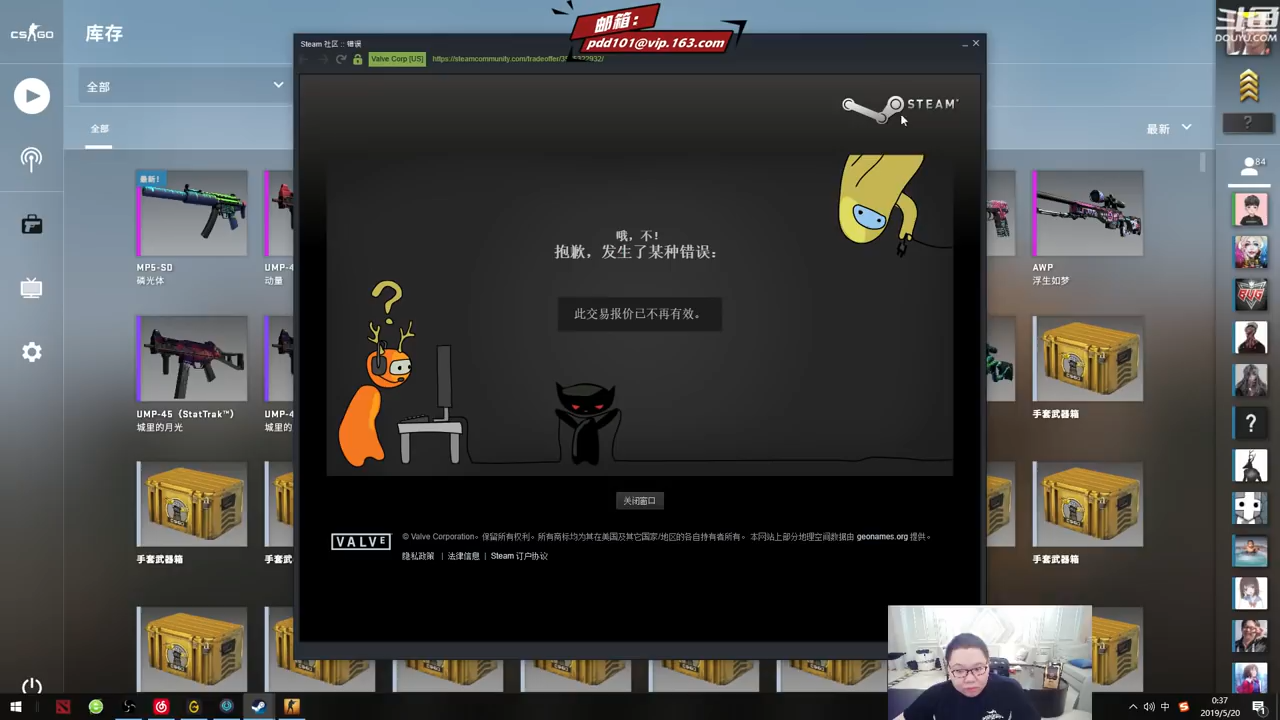 CS:GO
库存
邮箱：
pdd101@vip.163.com
DOUYU.COM
Steam 社区 :: 错误
Valve Corp [US]
全部
全部
最新
STEAM
84
最新！
哦，不！
抱歉，发生了某种错误：
此交易报价已不再有效。
MP5-SD
磷光体
UMP-4
动量
AWP
浮生如梦
BUG
UMP-45（StatTrak™）
城里的月光
UMP-4
城里的
手套武器箱
关闭窗口
VALVE
© Valve Corporation。保留所有权利。所有商标均为其在美国及其它国家/地区的各自持有者所有。 本网站上部分地理空间数据由 geonames.org 提供。
隐私政策 | 法律信息 | Steam 订户协议
手套武器箱
手套武
手套武器箱
中
0:37
2019/5/20